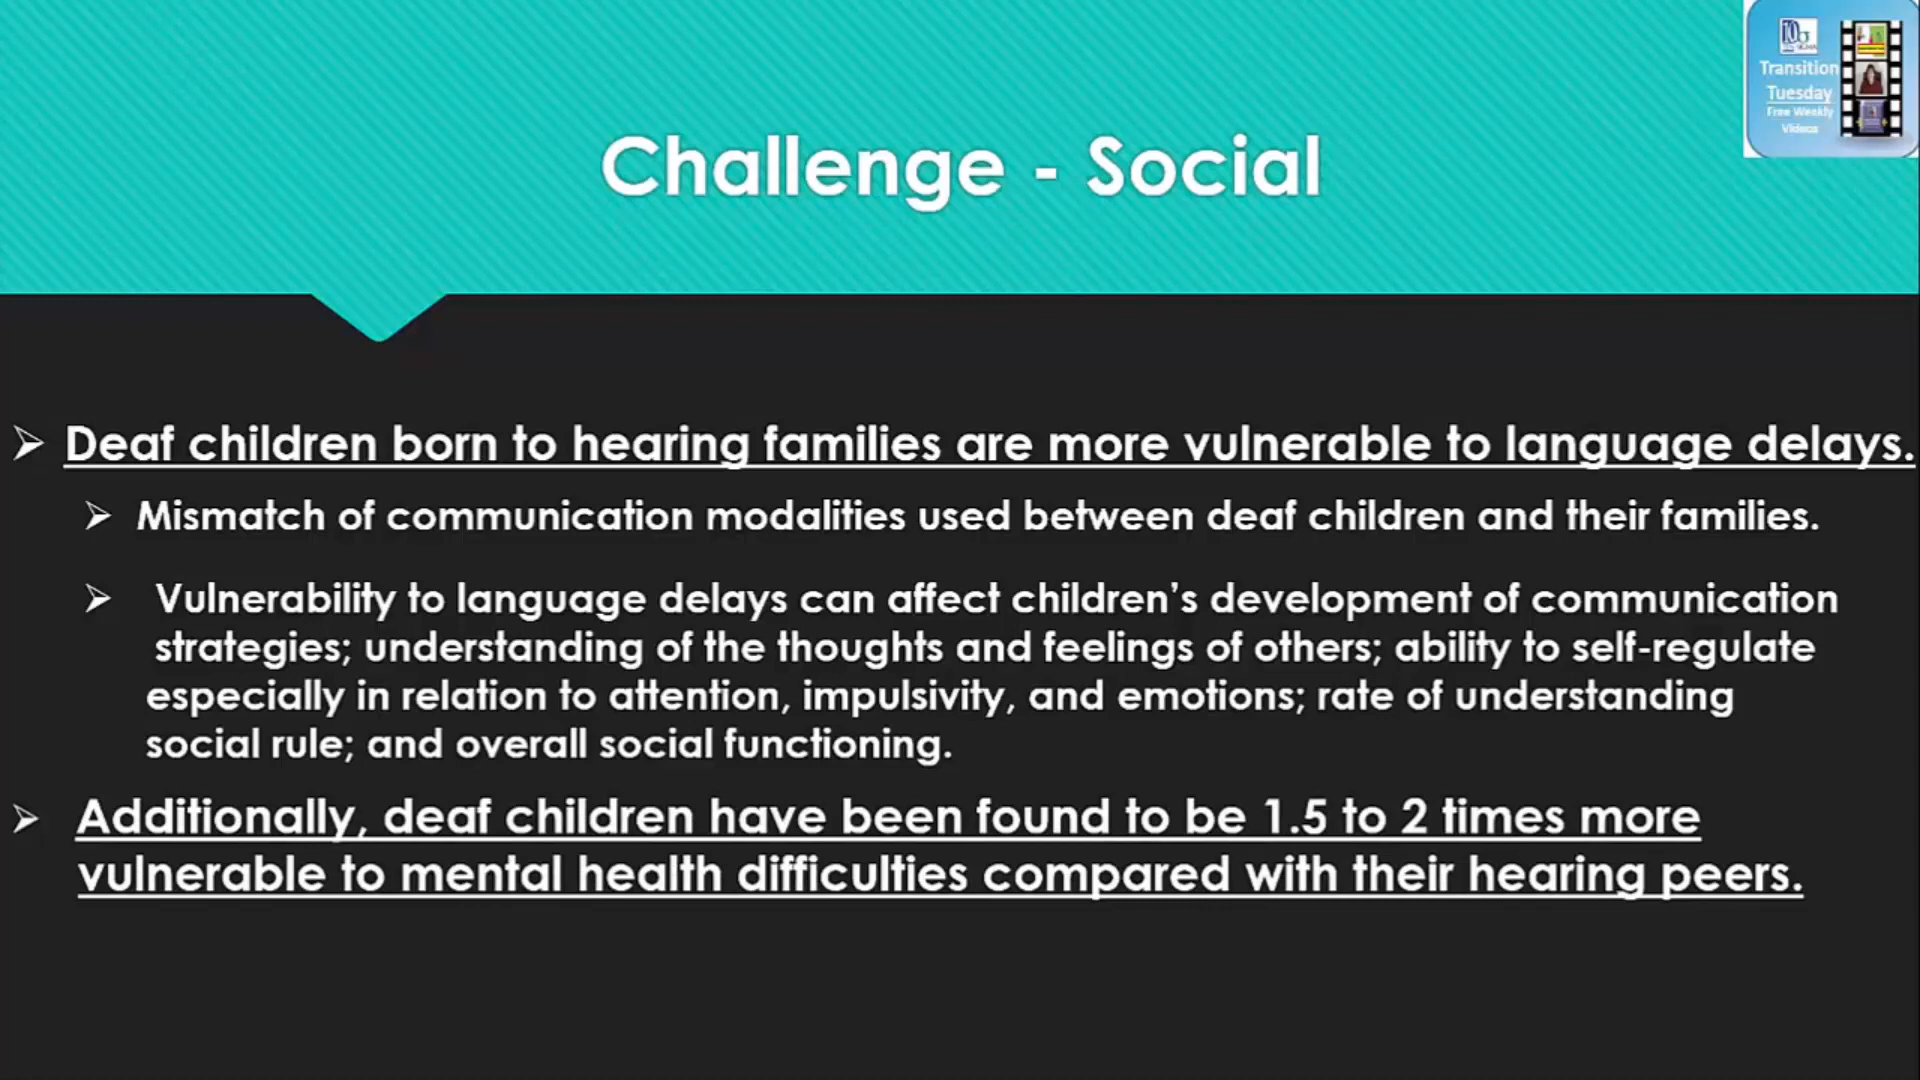 Transition
Tuesday
Free Weekly
Videos
Challenge - Social
➢ Deaf children born to hearing families are more vulnerable to language delays.
➢ Mismatch of communication modalities used between deaf children and their families.
➢ Vulnerability to language delays can affect children’s development of communication
strategies; understanding of the thoughts and feelings of others; ability to self-regulate
especially in relation to attention, impulsivity, and emotions; rate of understanding
social rule; and overall social functioning.
➢ Additionally, deaf children have been found to be 1.5 to 2 times more
vulnerable to mental health difficulties compared with their hearing peers.